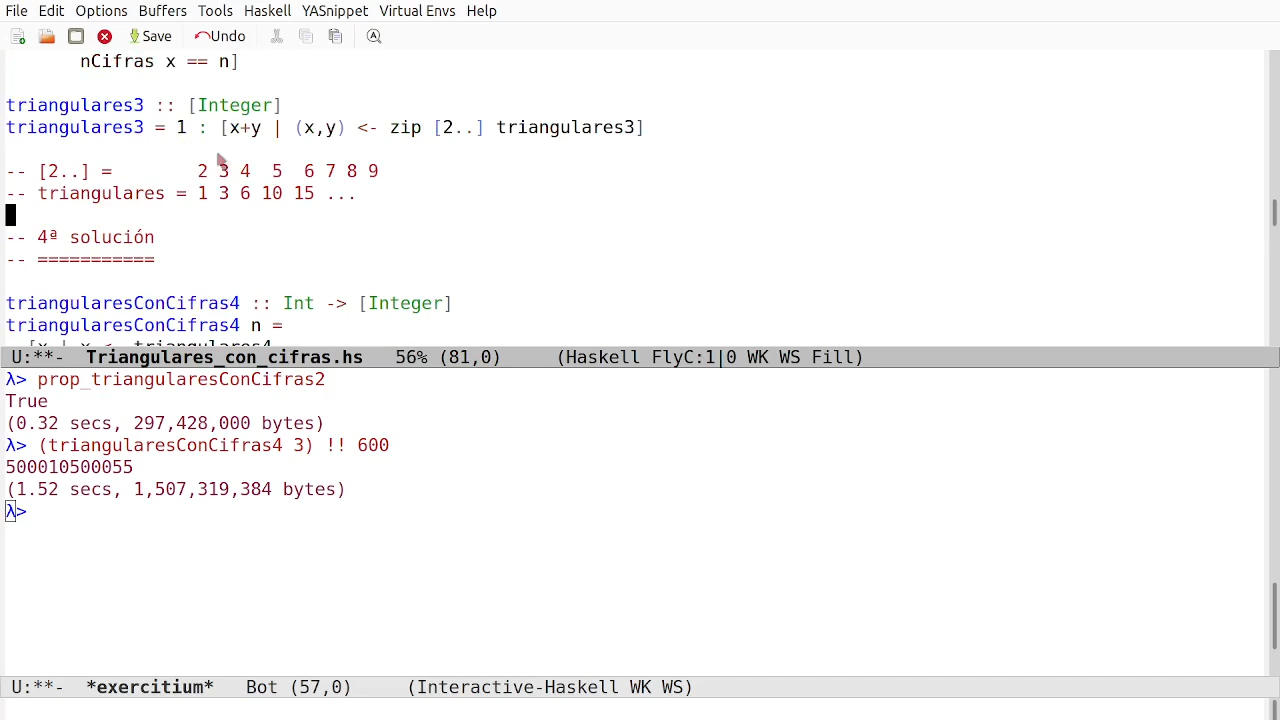 File Edit Options Buffers Tools Haskell YASnippet Virtual Envs Help
Save Undo
nCifras x == n]
triangulares3 :: [Integer]
triangulares3 = 1 : [x+y | (x,y) <- zip [2..] triangulares3]
-- [2..] =        2 3 4  5  6 7 8 9
-- triangulares = 1 3 6 10 15 ...
-- 4ª solución
-- ===========
triangularesConCifras4 :: Int -> [Integer]
triangularesConCifras4 n =
[x | x <- triangulares4
U:**-  Triangulares_con_cifras.hs   56% (81,0)     (Haskell FlyC:1|0 WK WS Fill)
λ> prop_triangularesConCifras2
True
(0.32 secs, 297,428,000 bytes)
λ> (triangularesConCifras4 3) !! 600
500010500055
(1.52 secs, 1,507,319,384 bytes)
λ>
U:**-  *exercitium*   Bot (57,0)     (Interactive-Haskell WK WS)